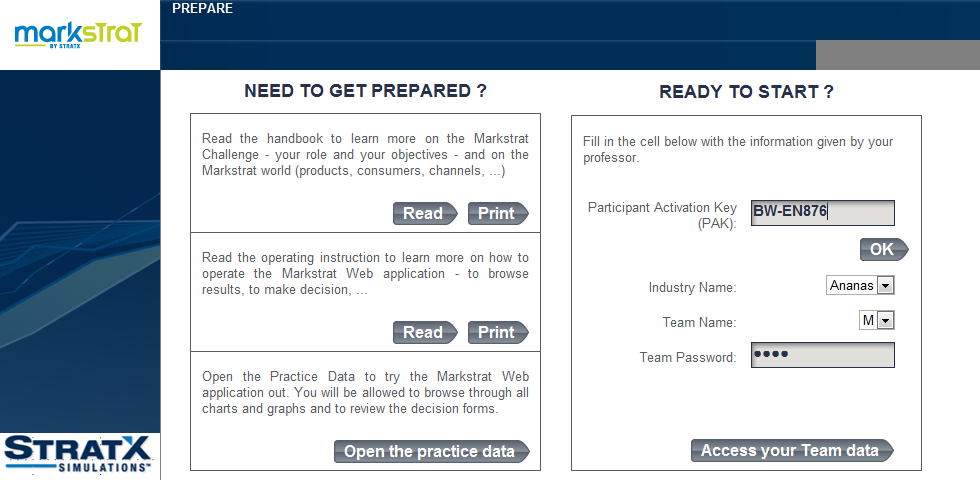 PREPARE
markstrat
BY STRATX
NEED TO GET PREPARED ?
Read the handbook to learn more on the Markstrat
Challenge - your role and your objectives - and on the
Markstrat world (products, consumers, channels, ...)
Read Print
Read the operating instruction to learn more on how to
operate the Markstrat Web application - to browse
results, to make decision, ...
Read Print
Open the Practice Data to try the Markstrat Web
application out. You will be allowed to browse through all
charts and graphs and to review the decision forms.
Open the practice data
READY TO START ?
Fill in the cell below with the information given by your
professor.
Participant Activation Key
(PAK):
BW-EN876
OK
Industry Name: Ananas
Team Name: M
Team Password: ••••
Access your Team data
STRATX
SIMULATIONS™